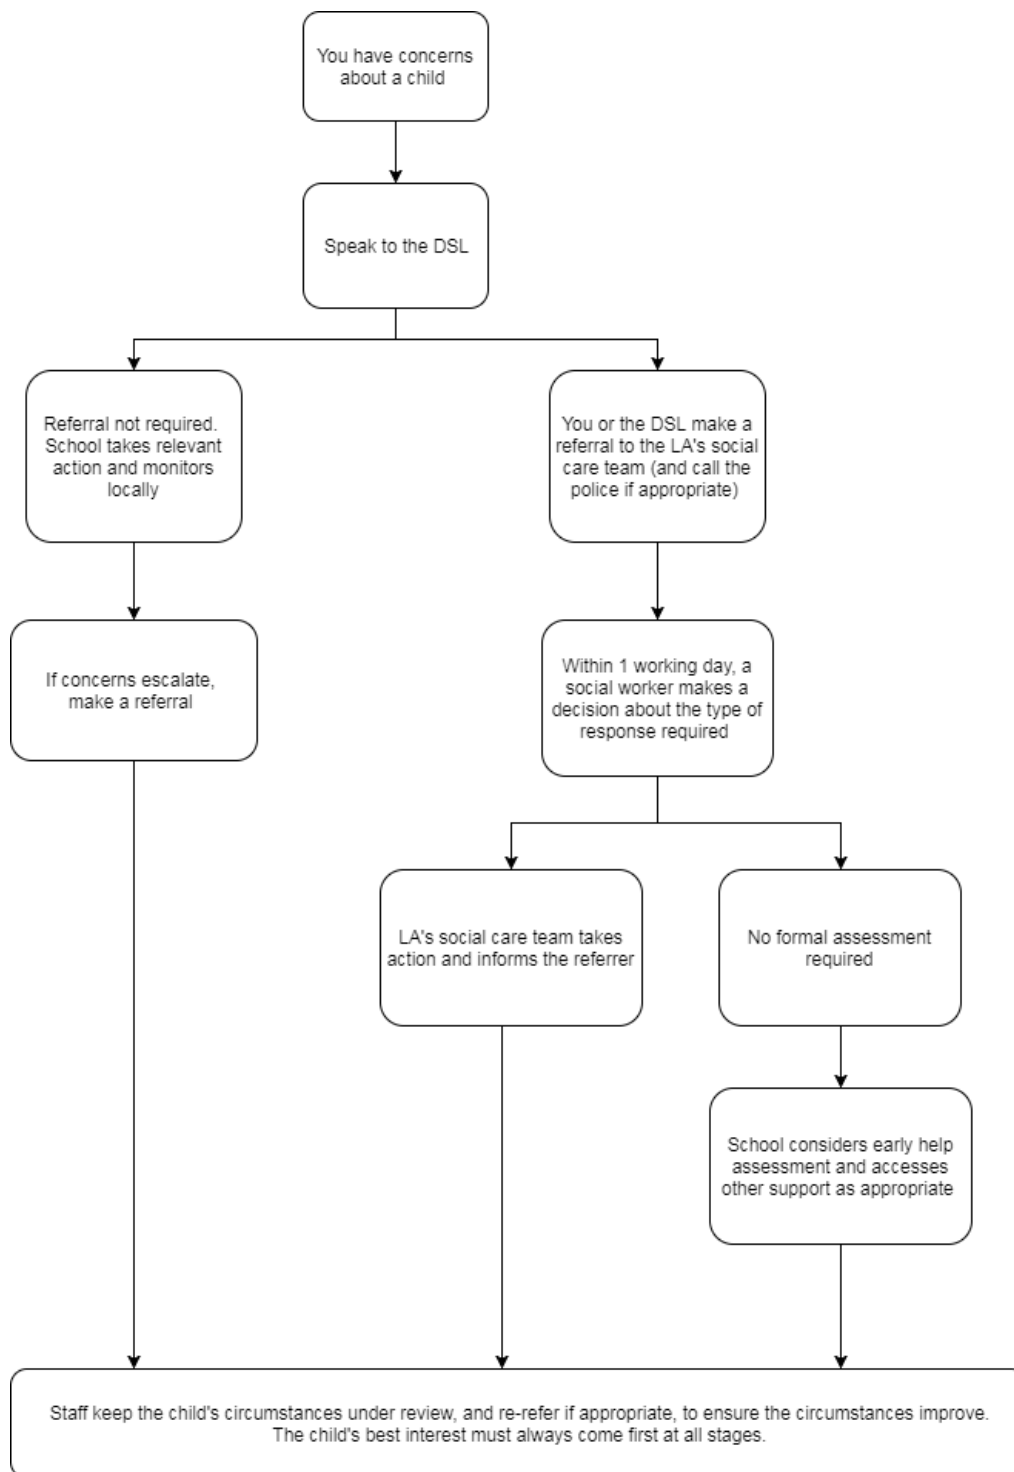 You have concerns
about a child
Speak to the DSL
Referral not required.
School takes relevant
action and monitors
locally
You or the DSL make a
referral to the LA's social
care team (and call the
police if appropriate)
If concerns escalate,
make a referral
Within 1 working day, a
social worker makes a
decision about the type of
response required
LA's social care team takes
action and informs the referrer
No formal assessment
required
School considers early help
assessment and accesses
other support as appropriate
Staff keep the child's circumstances under review, and re-refer if appropriate, to ensure the circumstances improve.
The child's best interest must always come first at all stages.